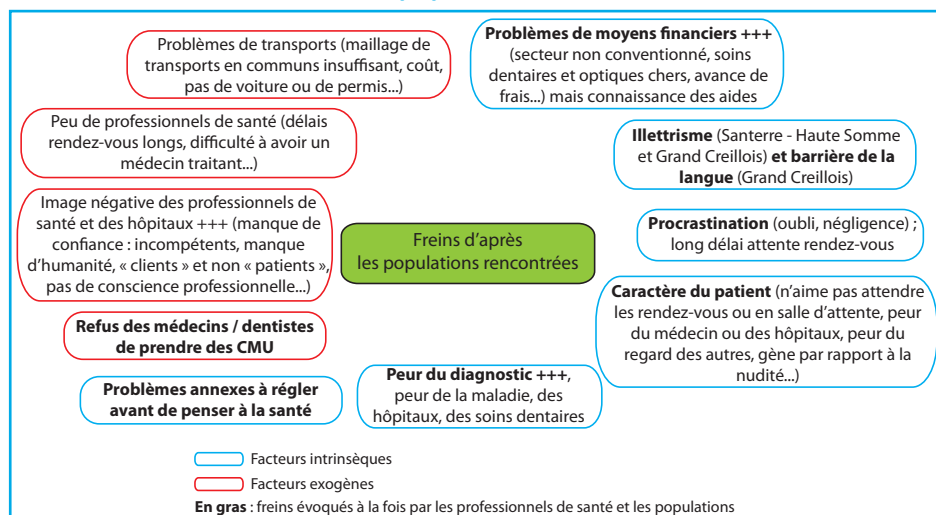 Problèmes de transports (maillage de
transports en communs insuffisant, coût,
pas de voiture ou de permis...)
Problèmes de moyens financiers +++
(secteur non conventionné, soins
dentaires et optiques chers, avance de
frais...) mais connaissance des aides
Peu de professionnels de santé (délais
rendez-vous longs, difficulté à avoir un
médecin traitant...)
Illettrisme (Santerre - Haute Somme
et Grand Creillois) et barrière de la
langue (Grand Creillois)
Image négative des professionnels de
santé et des hôpitaux +++ (manque de
confiance : incompétents, manque
d'humanité, « clients » et non « patients »,
pas de conscience professionnelle...)
Freins d'après
les populations rencontrées
Procrastination (oubli, négligence) ;
long délai attente rendez-vous
Caractère du patient (n'aime pas attendre
les rendez-vous ou en salle d'attente, peur
du médecin ou des hôpitaux, peur du
regard des autres, gène par rapport à la
nudité...)
Refus des médecins / dentistes
de prendre des CMU
Problèmes annexes à régler
avant de penser à la santé
Peur du diagnostic +++,
peur de la maladie, des
hôpitaux, des soins dentaires
Facteurs intrinsèques
Facteurs exogènes
En gras : freins évoqués à la fois par les professionnels de santé et les populations